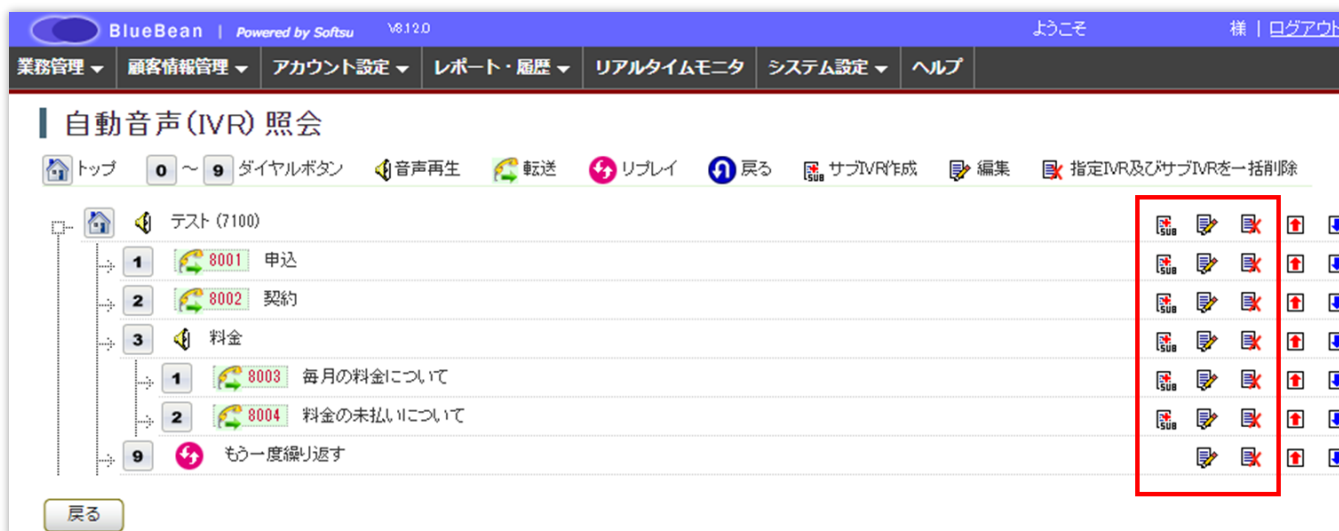 BlueBean | Powered by Softsu V8.12.0 ようこそ 様 | ログアウト
業務管理 顧客情報管理 アカウント設定 レポート・履歴 リアルタイムモニタ システム設定 ヘルプ
自動音声(IVR) 照会
トップ 0 ～ 9 ダイヤルボタン 音声再生 転送 リプレイ 戻る SUB サブIVR作成 編集 指定IVR及びサブIVRを一括削除
テスト (7100) SUB
1 8001 申込 SUB
2 8002 契約 SUB
3 料金 SUB
1 8003 毎月の料金について SUB
2 8004 料金の未払いについて SUB
9 もう一度繰り返す
戻る